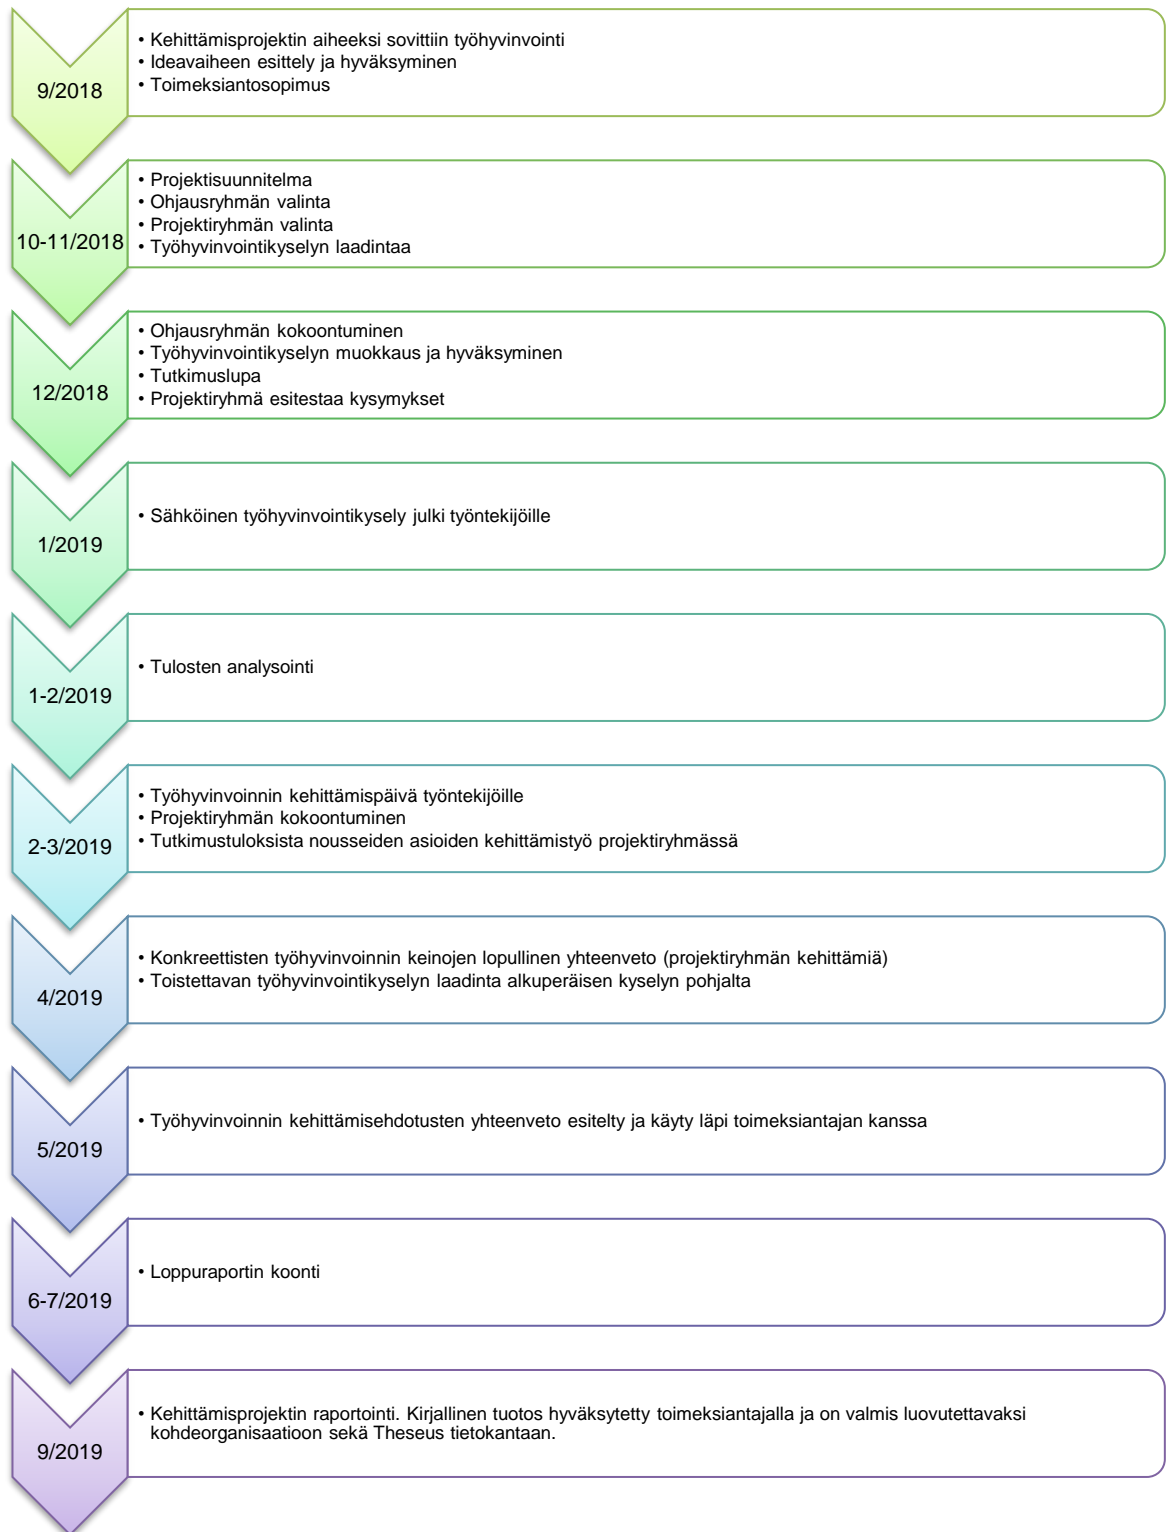 9/2018
• Kehittämisprojektin aiheeksi sovittiin työhyvinvointi
• Ideavaiheen esittely ja hyväksyminen
• Toimeksiantosopimus
10-11/2018
• Projektisuunnitelma
• Ohjausryhmän valinta
• Projektiryhmän valinta
• Työhyvinvointikyselyn laadintaa
12/2018
• Ohjausryhmän kokoontuminen
• Työhyvinvointikyselyn muokkaus ja hyväksyminen
• Tutkimuslupa
• Projektiryhmä esitestaa kysymykset
1/2019
• Sähköinen työhyvinvointikysely julki työntekijöille
1-2/2019
• Tulosten analysointi
2-3/2019
• Työhyvinvoinnin kehittämispäivä työntekijöille
• Projektiryhmän kokoontuminen
• Tutkimustuloksista nousseiden asioiden kehittämistyö projektiryhmässä
4/2019
• Konkreettisten työhyvinvoinnin keinojen lopullinen yhteenveto (projektiryhmän kehittämiä)
• Toistettavan työhyvinvointikyselyn laadinta alkuperäisen kyselyn pohjalta
5/2019
• Työhyvinvoinnin kehittämisehdotusten yhteenveto esitelty ja käyty läpi toimeksiantajan kanssa
6-7/2019
• Loppuraportin koonti
9/2019
• Kehittämisprojektin raportointi. Kirjallinen tuotos hyväksytetty toimeksiantajalla ja on valmis luovutettavaksi
kohdeorganisaatioon sekä Theseus tietokantaan.